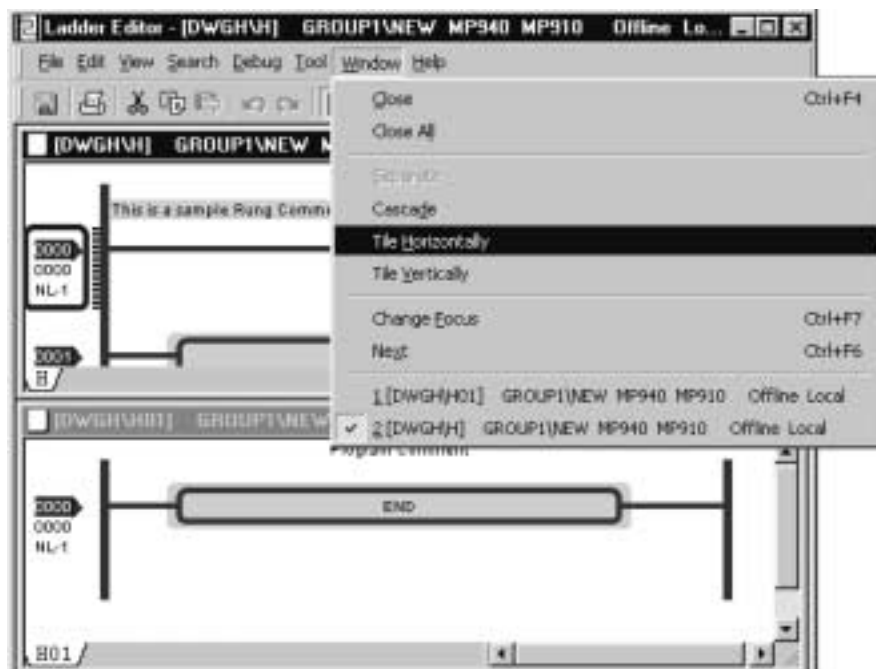 Ladder Editor - [DWGH\H] GROUP1\NEW MP940 MP910 Offline Lo...
File Edit View Search Debug Tool Window Help
Close Ctrl+F4
Close All
Separate
Cascade
Tile Horizontally
Tile Vertically
Change Focus Ctrl+F7
Next Ctrl+F6
1 [DWGH\H01] GROUP1\NEW MP940 MP910 Offline Local
✓ 2 [DWGH\H] GROUP1\NEW MP940 MP910 Offline Local
[DWGH\H] GROUP1\NEW
This is a sample Rung
0000
0000
NL-1
0001
H
[DWGH\H01] GROUP1\NEW
Program Comment
0000
END
0000
NL-1
H01